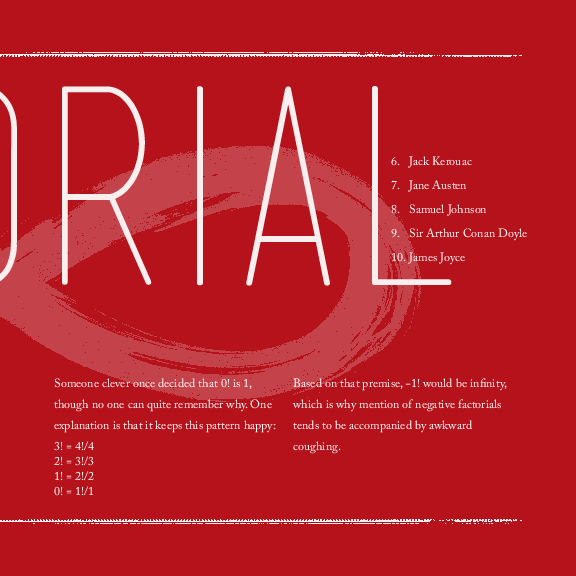 ORIAL
6. Jack Kerouac
7. Jane Austen
8. Samuel Johnson
9. Sir Arthur Conan Doyle
10. James Joyce
Someone clever once decided that 0! is 1,
though no one can quite remember why. One
explanation is that it keeps this pattern happy:
3! = 4!/4
2! = 3!/3
1! = 2!/2
0! = 1!/1
Based on that premise, –1! would be infinity,
which is why mention of negative factorials
tends to be accompanied by awkward
coughing.